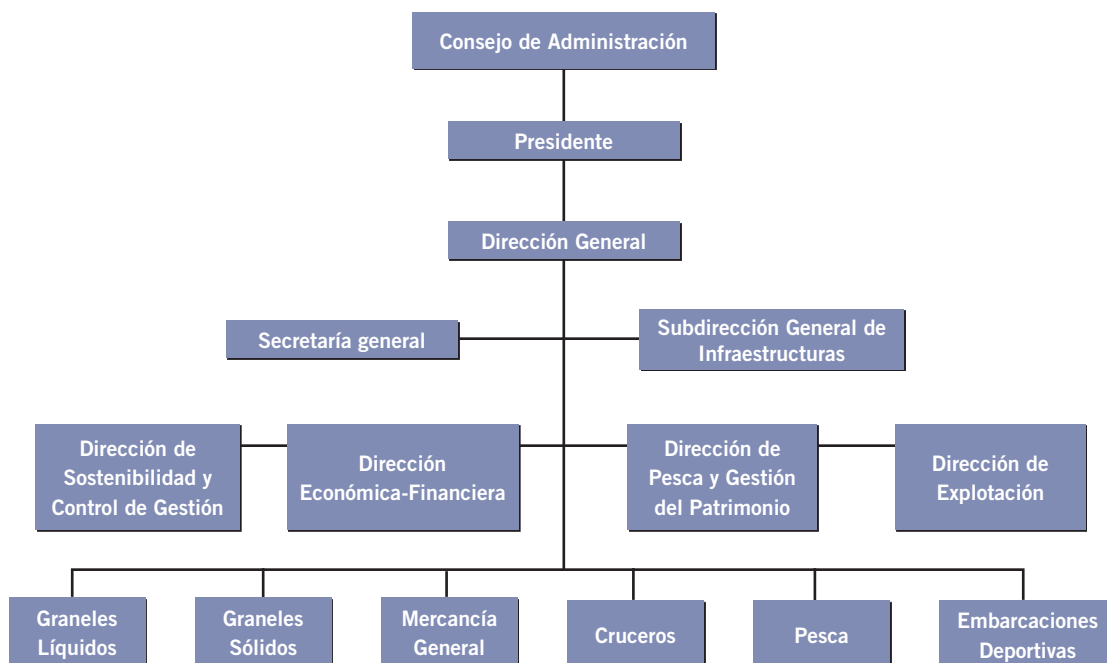 Consejo de Administración
Presidente
Dirección General
Secretaría general
Subdirección General de
Infraestructuras
Dirección de
Sostenibilidad y
Control de Gestión
Dirección
Económica-Financiera
Dirección de
Pesca y Gestión
del Patrimonio
Dirección de
Explotación
Graneles
Líquidos
Graneles
Sólidos
Mercancía
General
Cruceros
Pesca
Embarcaciones
Deportivas